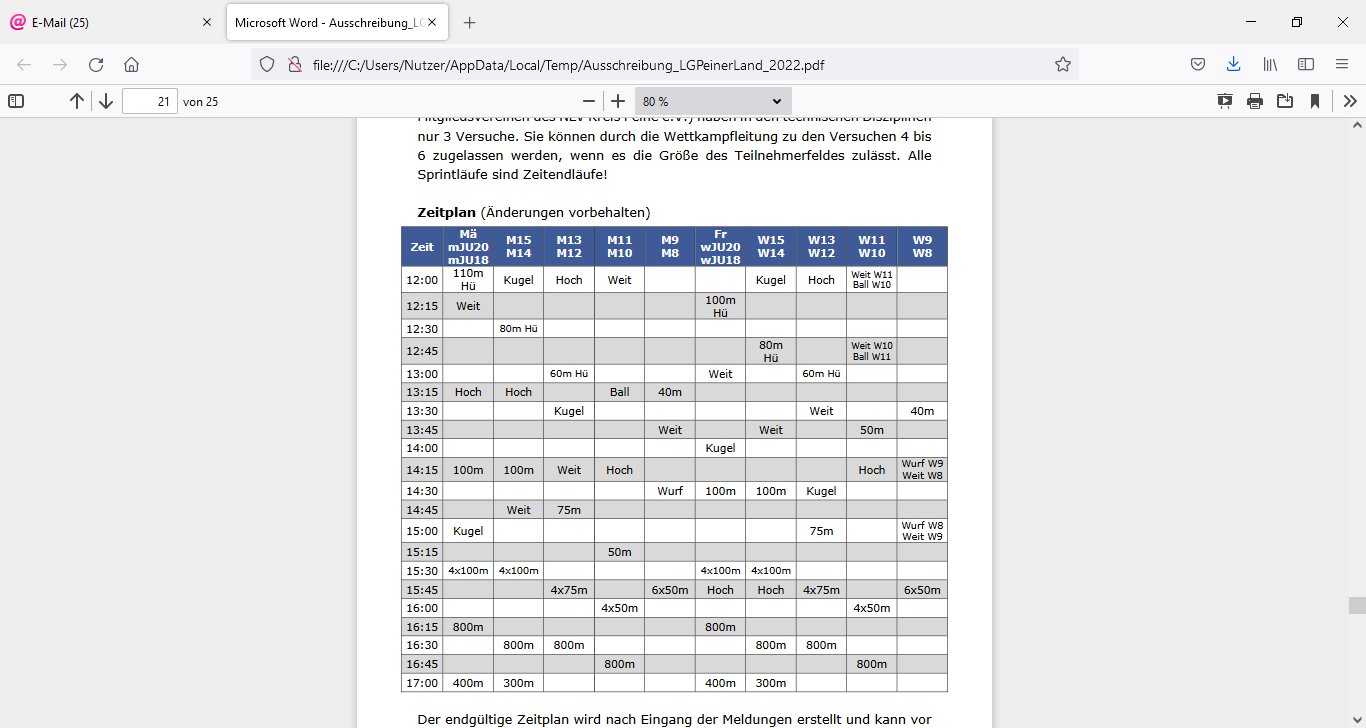 E-Mail (25)
Microsoft Word - Ausschreibung_LG
file:///C:/Users/Nutzer/AppData/Local/Temp/Ausschreibung_LGPeinerLand_2022.pdf
21 von 25
80 %
Mitgliedsvereinen des NLV Kreis Peine e.V.) haben in den technischen Disziplinen
nur 3 Versuche. Sie können durch die Wettkampfleitung zu den Versuchen 4 bis
6 zugelassen werden, wenn es die Größe des Teilnehmerfeldes zulässt. Alle
Sprintläufe sind Zeitendläufe!
Zeitplan (Änderungen vorbehalten)
Zeit Mä mJU20 mJU18 M15 M14 M13 M12 M11 M10 M9 M8 Fr wJU20 wJU18 W15 W14 W13 W12 W11 W10 W9 W8
12:00 110m Hü Kugel Hoch Weit Kugel Hoch Weit W11 Ball W10
12:15 Weit 100m Hü
12:30 80m Hü
12:45 80m Hü Weit W10 Ball W11
13:00 60m Hü Weit 60m Hü
13:15 Hoch Hoch Ball 40m
13:30 Kugel Weit 40m
13:45 Weit Weit 50m
14:00 Kugel
14:15 100m 100m Weit Hoch Hoch Wurf W9 Weit W8
14:30 Wurf 100m 100m Kugel
14:45 Weit 75m
15:00 Kugel 75m Wurf W8 Weit W9
15:15 50m
15:30 4x100m 4x100m 4x100m 4x100m
15:45 4x75m 6x50m Hoch Hoch 4x75m 6x50m
16:00 4x50m 4x50m
16:15 800m 800m
16:30 800m 800m 800m 800m
16:45 800m 800m
17:00 400m 300m 400m 300m
Der endgültige Zeitplan wird nach Eingang der Meldungen erstellt und kann vor